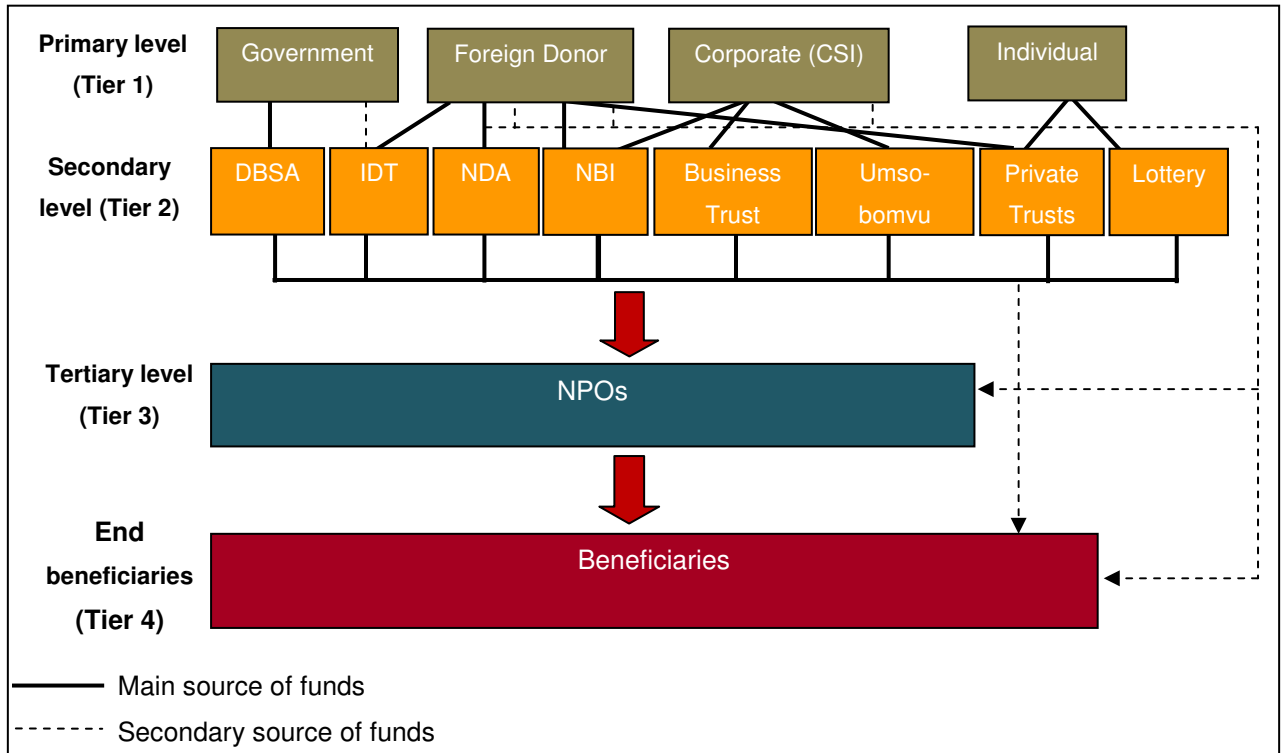 Primary level
(Tier 1)
Government
Foreign Donor
Corporate (CSI)
Individual
Secondary
level (Tier 2)
DBSA
IDT
NDA
NBI
Business
Trust
Umso-
bomvu
Private
Trusts
Lottery
Tertiary level
(Tier 3)
NPOs
End
beneficiaries
(Tier 4)
Beneficiaries
Main source of funds
Secondary source of funds